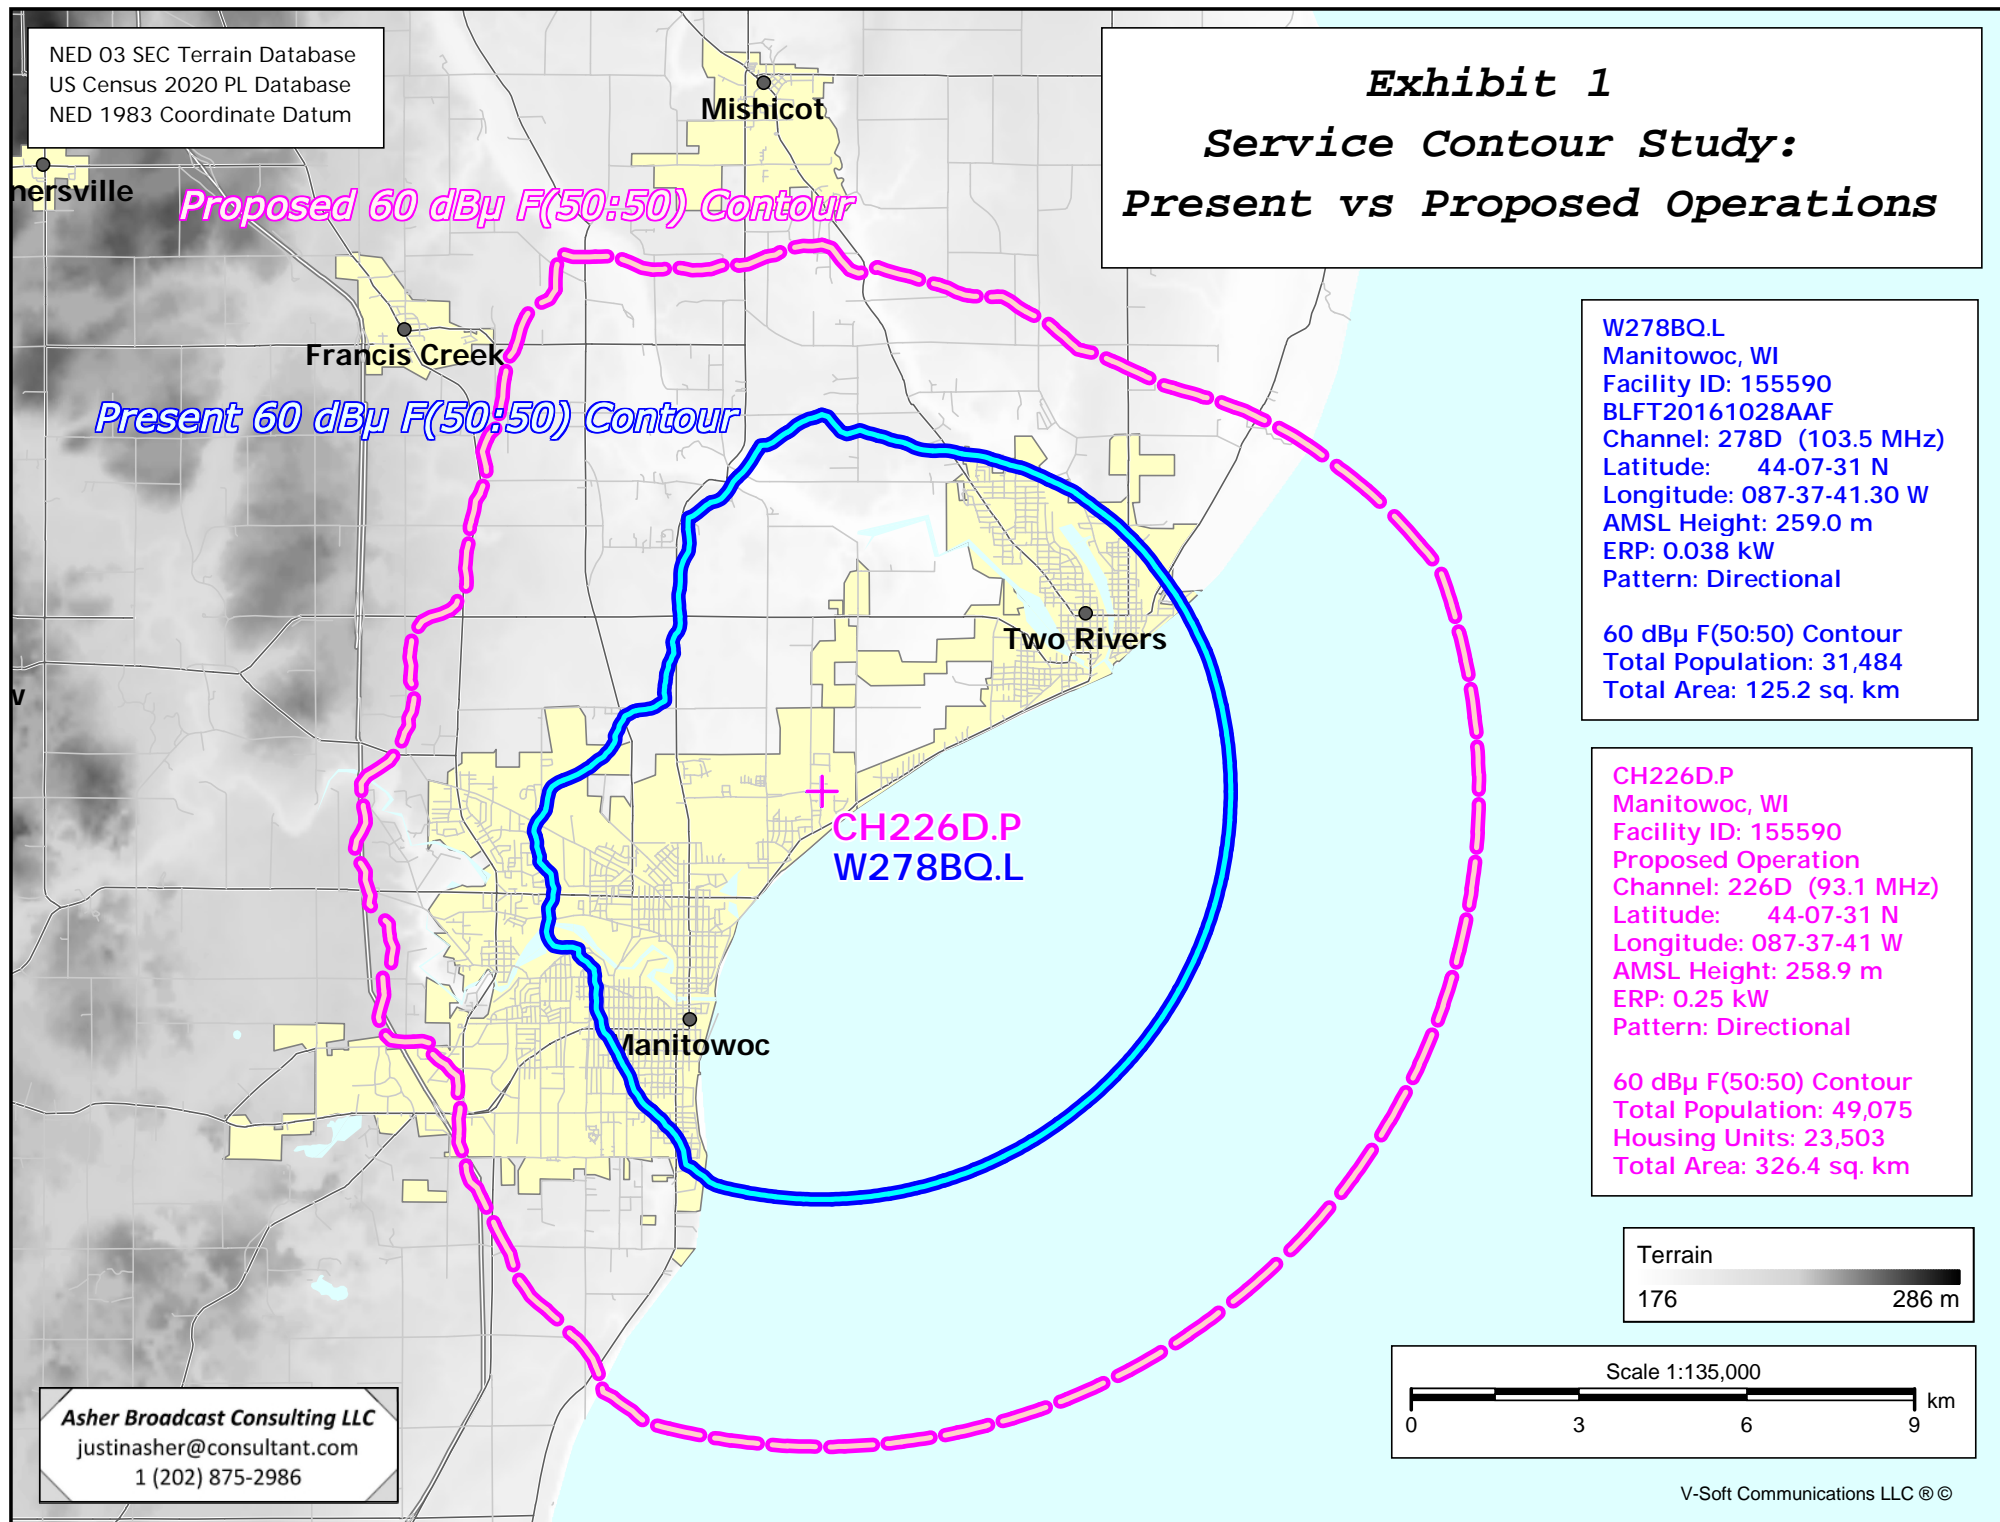 NED 03 SEC Terrain Database
US Census 2020 PL Database
NED 1983 Coordinate Datum
Exhibit 1
Service Contour Study:
Present vs Proposed Operations
Mishicot
nersville
Proposed 60 dBµ F(50:50) Contour
Francis Creek
Present 60 dBµ F(50:50) Contour
Two Rivers
w
CH226D.P
W278BQ.L
Manitowoc
W278BQ.L
Manitowoc, WI
Facility ID: 155590
BLFT20161028AAF
Channel: 278D (103.5 MHz)
Latitude: 44-07-31 N
Longitude: 087-37-41.30 W
AMSL Height: 259.0 m
ERP: 0.038 kW
Pattern: Directional
60 dBµ F(50:50) Contour
Total Population: 31,484
Total Area: 125.2 sq. km
CH226D.P
Manitowoc, WI
Facility ID: 155590
Proposed Operation
Channel: 226D (93.1 MHz)
Latitude: 44-07-31 N
Longitude: 087-37-41 W
AMSL Height: 258.9 m
ERP: 0.25 kW
Pattern: Directional
60 dBµ F(50:50) Contour
Total Population: 49,075
Housing Units: 23,503
Total Area: 326.4 sq. km
Terrain
176 286 m
Scale 1:135,000
km
0 3 6 9
Asher Broadcast Consulting LLC
justinasher@consultant.com
1 (202) 875-2986
V-Soft Communications LLC ® ©